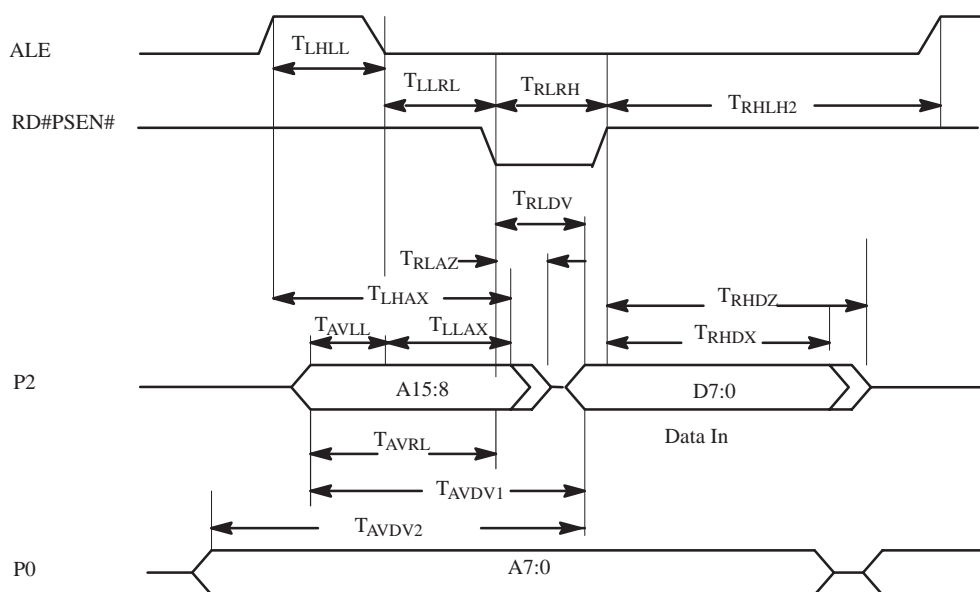 ALE
TLHLL
TLLRL
TRLRH
TRHLH2
RD#PSEN#
TRLDV
TRLAZ
TLHAX
TRHDZ
TAVLL
TLLAX
TRHDX
P2
A15:8
D7:0
Data In
TAVRL
TAVDV1
TAVDV2
P0
A7:0